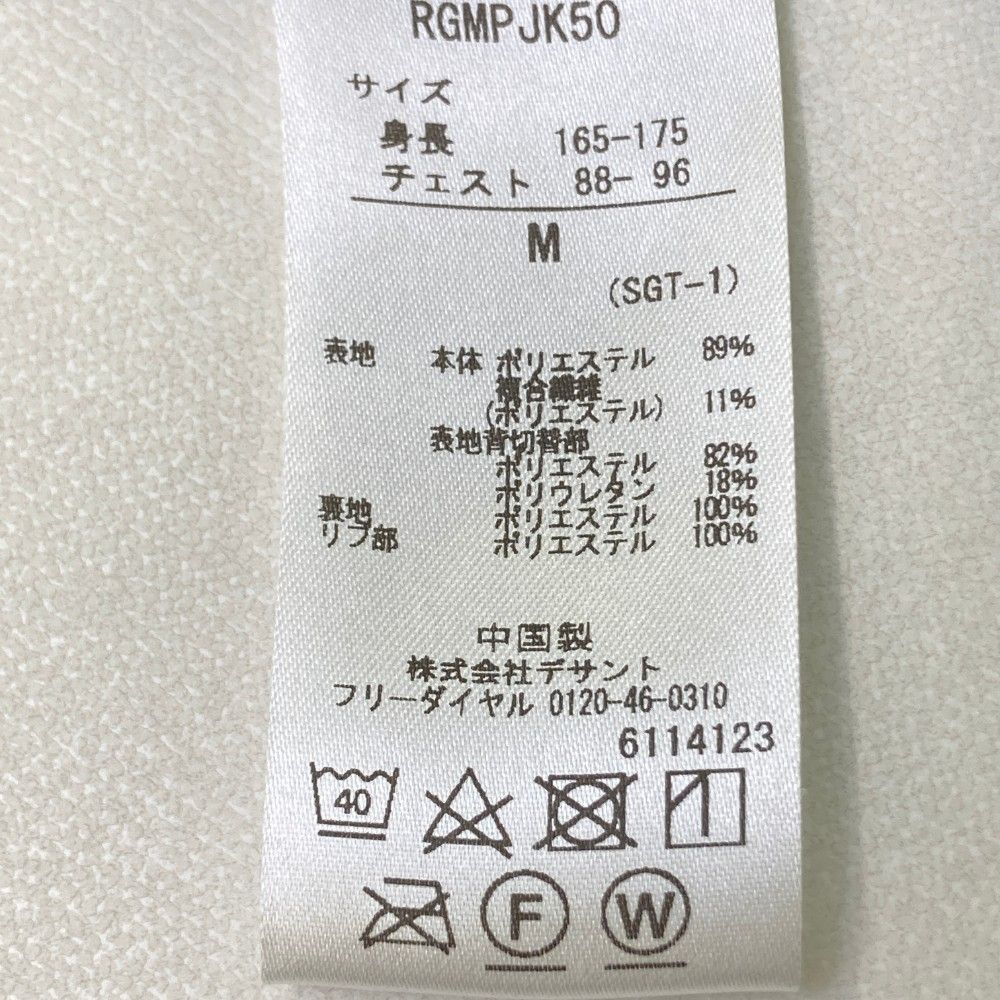 RGMPJK50
サイズ
身長 165-175
チェスト 88- 96
M
(SGT-1)
表地 本体 ポリエステル 89%
複合繊維
(ポリエステル) 11%
表地背切替部
ポリエステル 82%
ポリウレタン 18%
裏地 ポリエステル 100%
リブ部 ポリエステル 100%
中国製
株式会社デサント
フリーダイヤル 0120-46-0310
6114123
40
F W